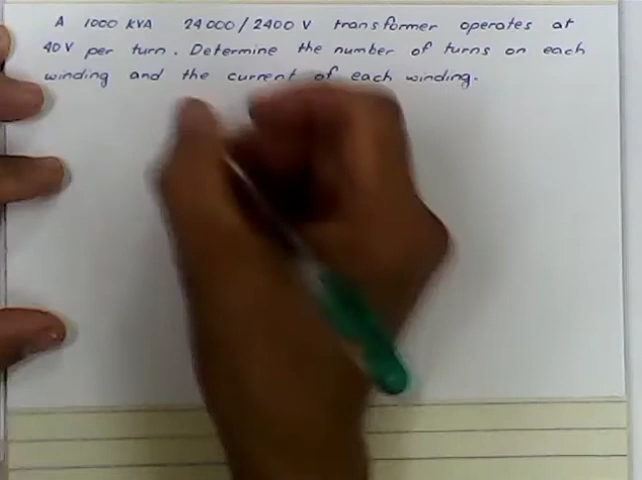 A 1000 KVA 24000/2400 V transformer operates at
40V per turn. Determine the number of turns on each
winding and the current of each winding.